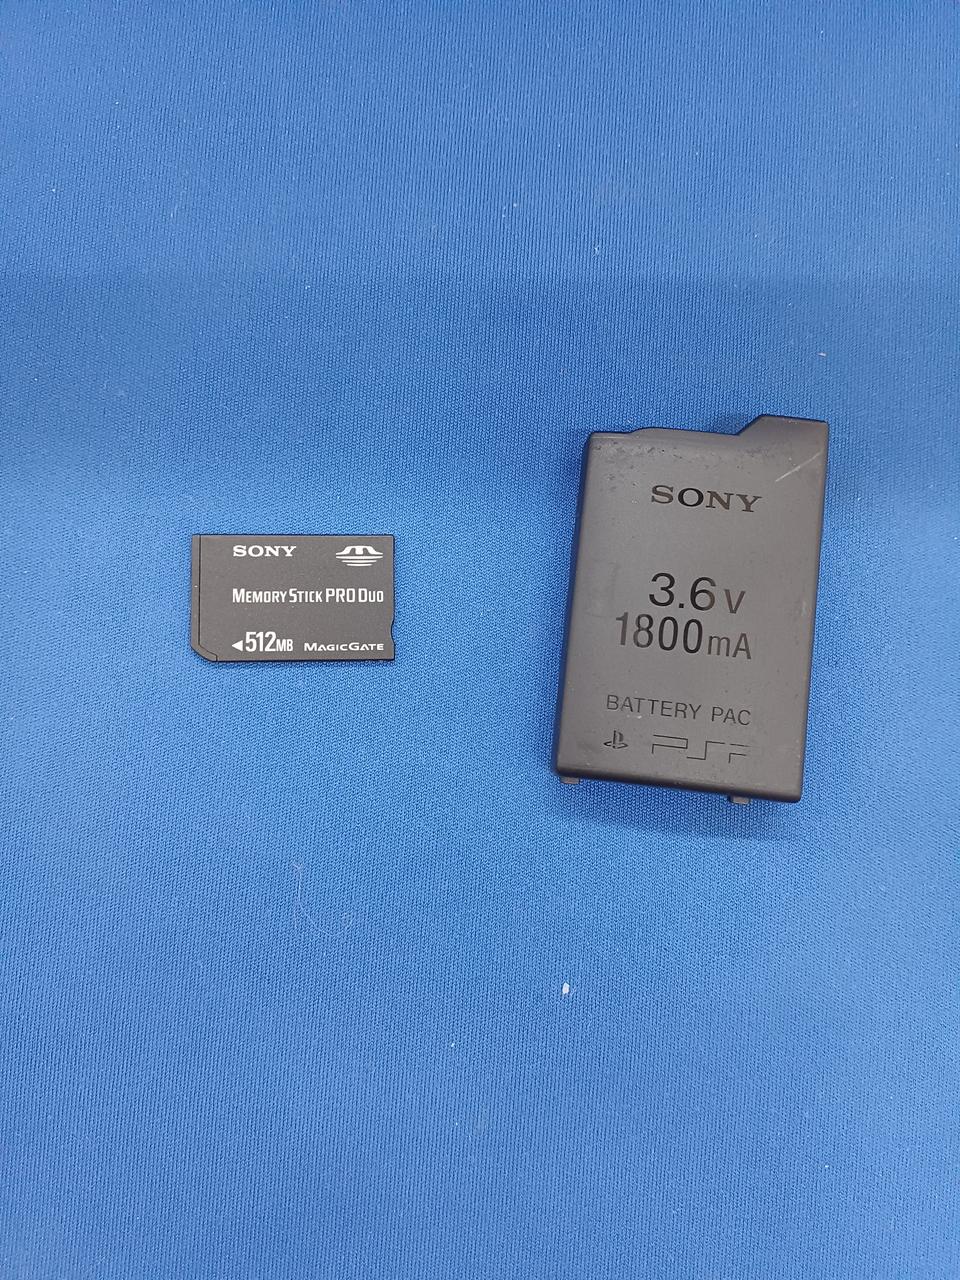 SONY
MEMORY STICK PRO DUO
◀512MB MAGICGATE
SONY
3.6V
1800mA
BATTERY PAC
PSP